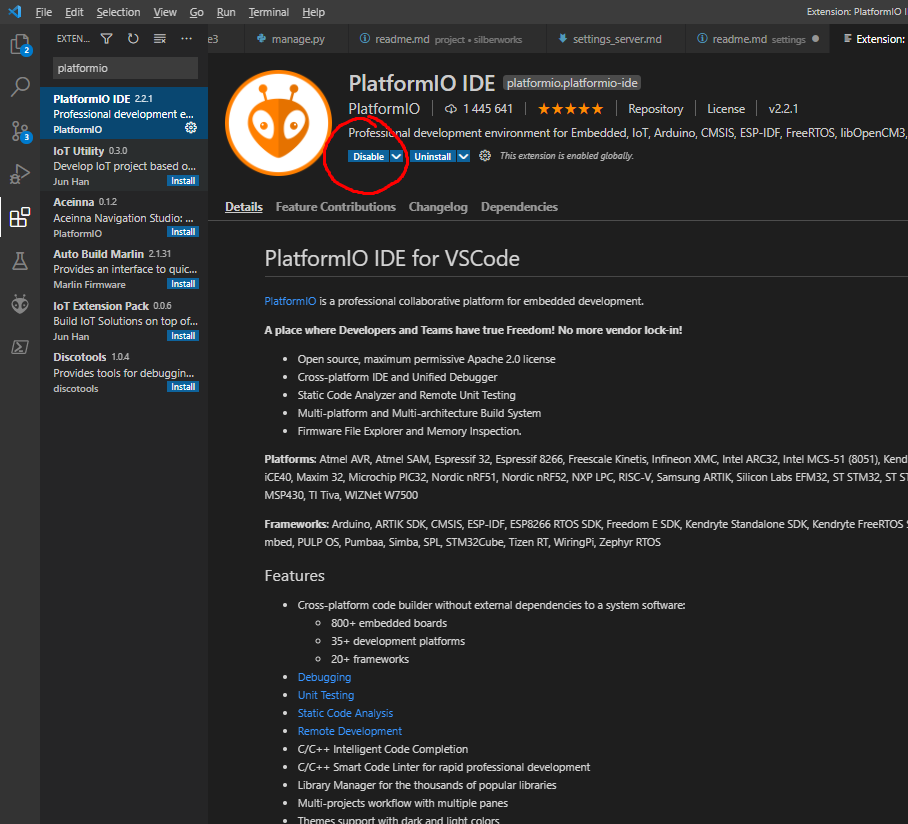 File Edit Selection View Go Run Terminal Help
Extension: PlatformIO I
EXTEN...
e3
manage.py
readme.md project • silberworks
settings_server.md
readme.md settings
Extension:
2
3
platformio
PlatformIO IDE 2.2.1
Professional development e...
PlatformIO
IoT Utility 0.3.0
Develop IoT project based o...
Jun Han
Install
Aceinna 0.1.2
Aceinna Navigation Studio: ...
PlatformIO
Install
Auto Build Marlin 2.1.31
Provides an interface to quic...
Marlin Firmware
Install
IoT Extension Pack 0.0.6
Build IoT Solutions on top of...
Jun Han
Install
Discotools 1.0.4
Provides tools for debuggin...
discotools
Install
PlatformIO IDE platformio.platformio-ide
PlatformIO 1 445 641 ★★★★★ Repository License v2.2.1
Professional development environment for Embedded, IoT, Arduino, CMSIS, ESP-IDF, FreeRTOS, libOpenCM3,
Disable Uninstall This extension is enabled globally.
Details Feature Contributions Changelog Dependencies
PlatformIO IDE for VSCode
PlatformIO is a professional collaborative platform for embedded development.
A place where Developers and Teams have true Freedom! No more vendor lock-in!
• Open source, maximum permissive Apache 2.0 license
• Cross-platform IDE and Unified Debugger
• Static Code Analyzer and Remote Unit Testing
• Multi-platform and Multi-architecture Build System
• Firmware File Explorer and Memory Inspection.
Platforms: Atmel AVR, Atmel SAM, Espressif 32, Espressif 8266, Freescale Kinetis, Infineon XMC, Intel ARC32, Intel MCS-51 (8051), Kend
iCE40, Maxim 32, Microchip PIC32, Nordic nRF51, Nordic nRF52, NXP LPC, RISC-V, Samsung ARTIK, Silicon Labs EFM32, ST STM32, ST ST
MSP430, TI Tiva, WIZNet W7500
Frameworks: Arduino, ARTIK SDK, CMSIS, ESP-IDF, ESP8266 RTOS SDK, Freedom E SDK, Kendryte Standalone SDK, Kendryte FreeRTOS S
mbed, PULP OS, Pumbaa, Simba, SPL, STM32Cube, Tizen RT, WiringPi, Zephyr RTOS
Features
• Cross-platform code builder without external dependencies to a system software:
◦ 800+ embedded boards
◦ 35+ development platforms
◦ 20+ frameworks
• Debugging
• Unit Testing
• Static Code Analysis
• Remote Development
• C/C++ Intelligent Code Completion
• C/C++ Smart Code Linter for rapid professional development
• Library Manager for the thousands of popular libraries
• Multi-projects workflow with multiple panes
• Themes support with dark and light colors